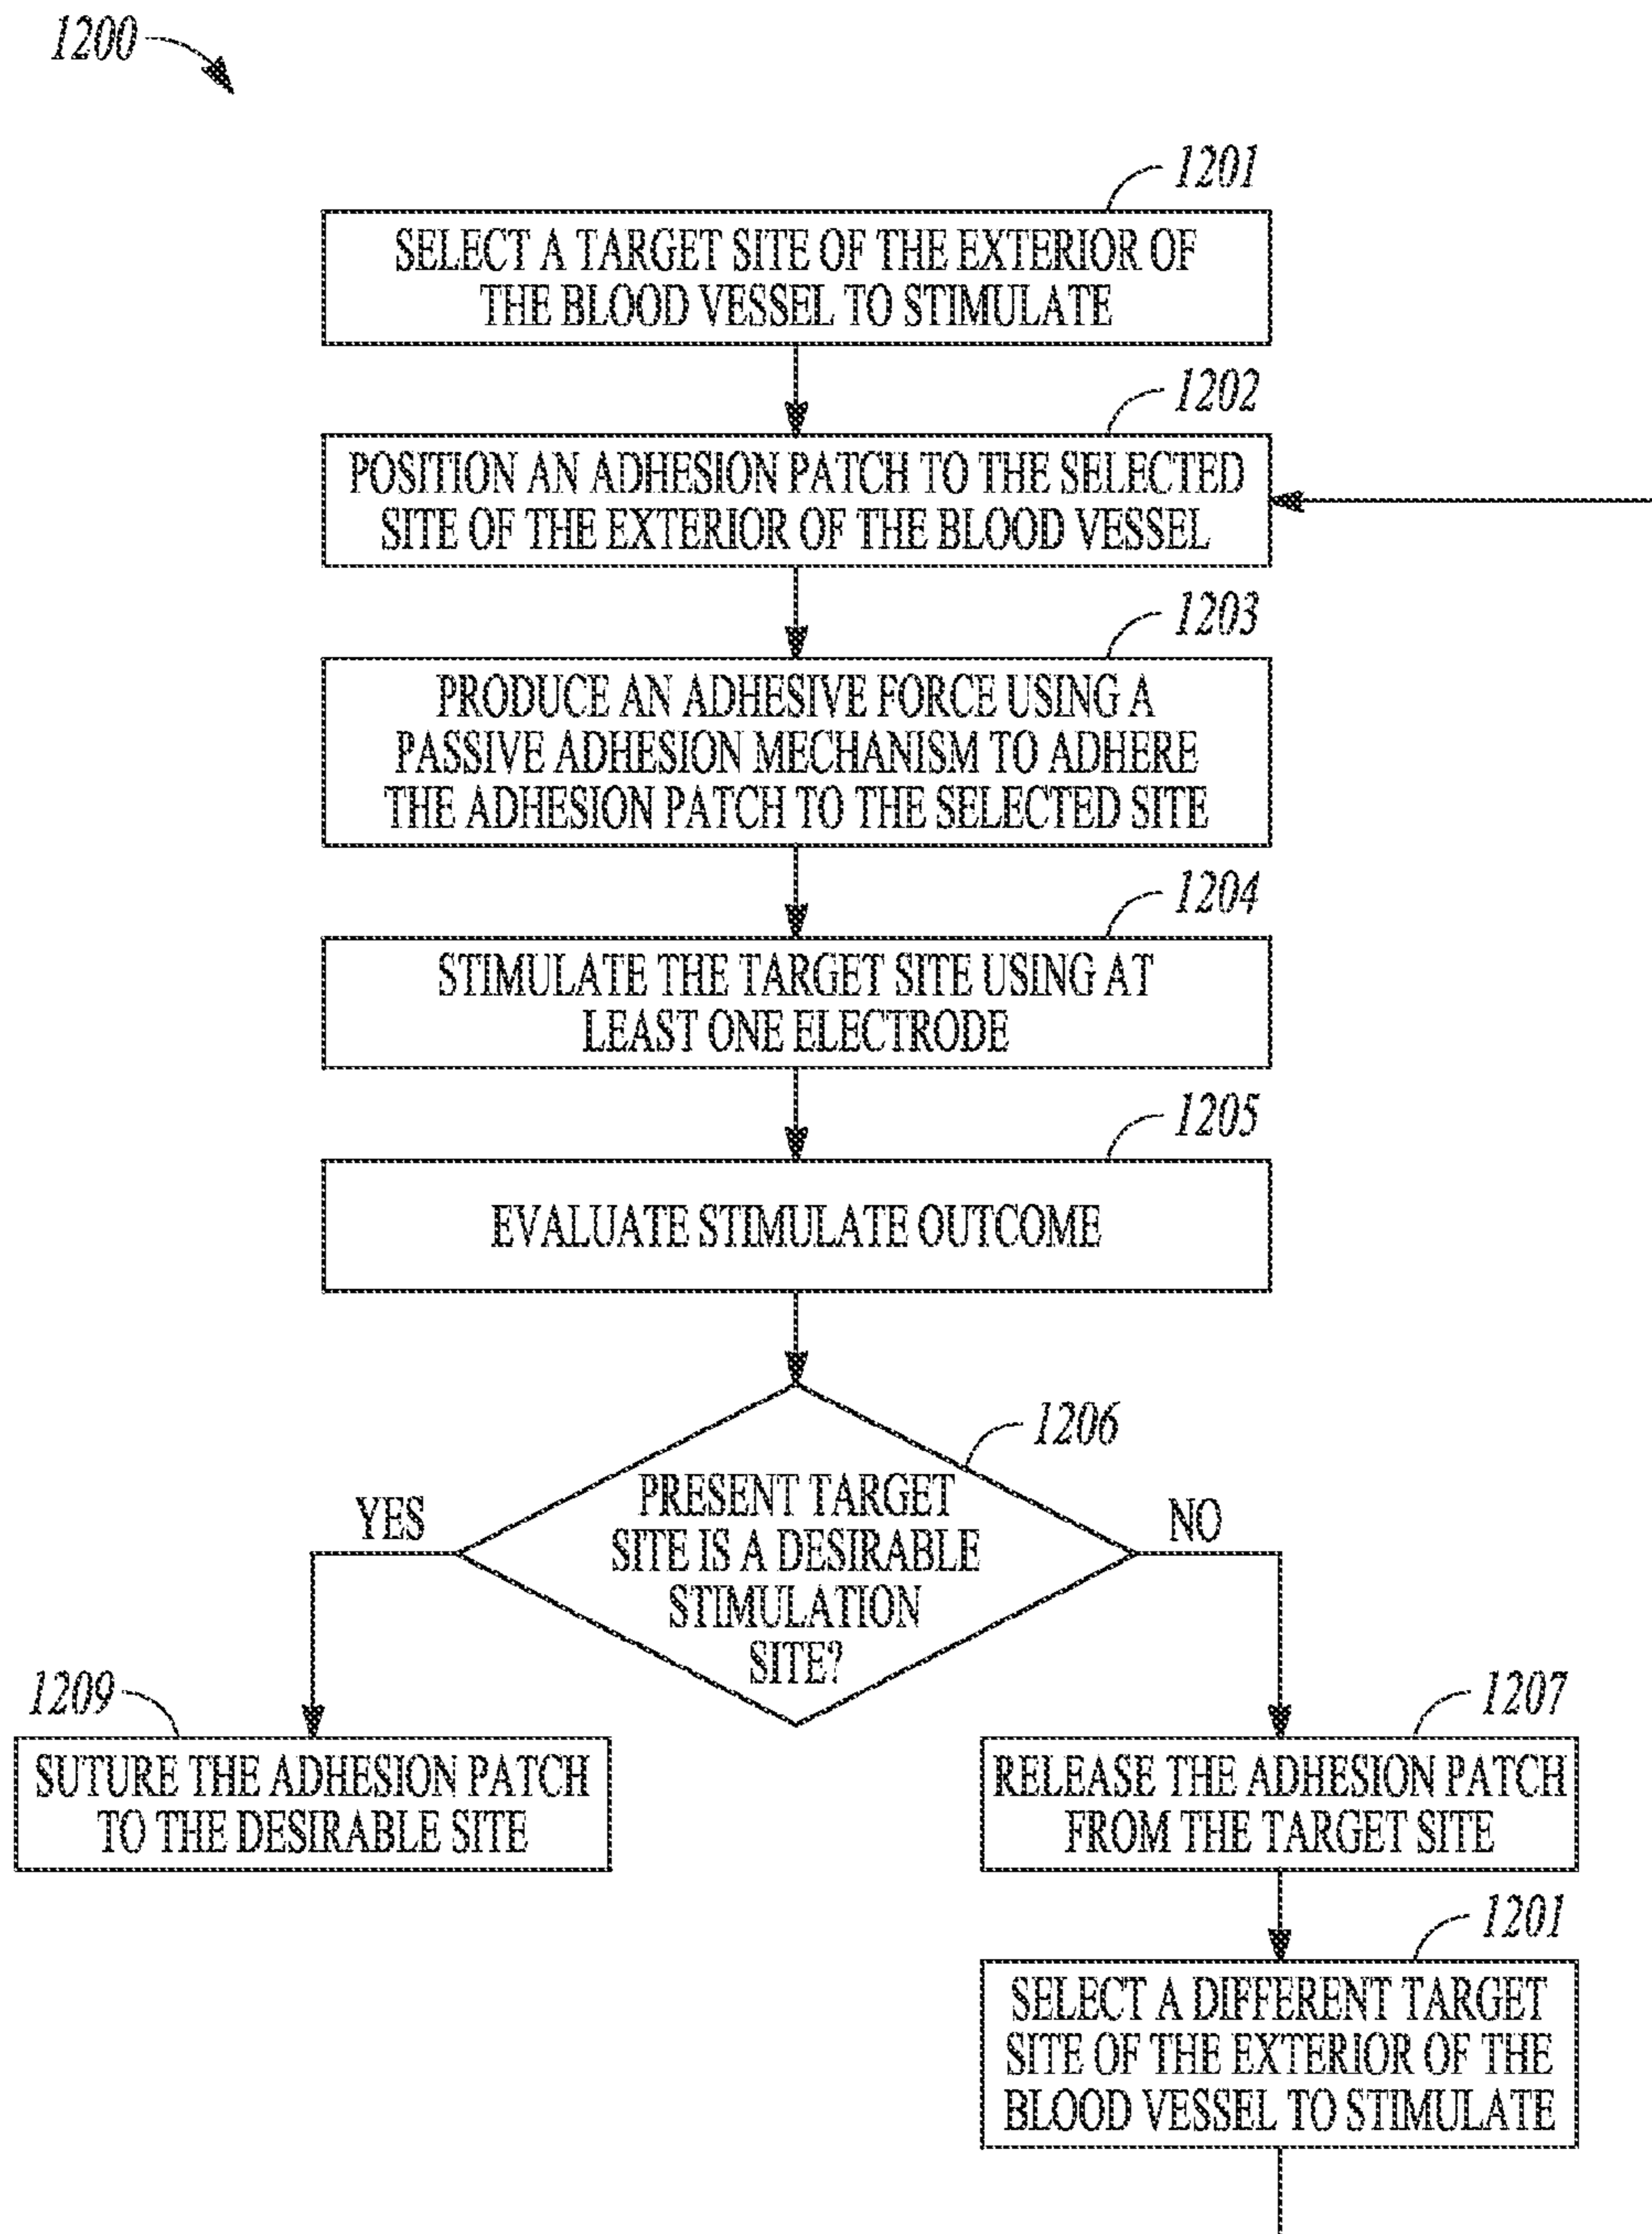 1200
1201
SELECT A TARGET SITE OF THE EXTERIOR OF
THE BLOOD VESSEL TO STIMULATE
1202
POSITION AN ADHESION PATCH TO THE SELECTED
SITE OF THE EXTERIOR OF THE BLOOD VESSEL
1203
PRODUCE AN ADHESIVE FORCE USING A
PASSIVE ADHESION MECHANISM TO ADHERE
THE ADHESION PATCH TO THE SELECTED SITE
1204
STIMULATE THE TARGET SITE USING AT
LEAST ONE ELECTRODE
1205
EVALUATE STIMULATE OUTCOME
1206
PRESENT TARGET
SITE IS A DESIRABLE
STIMULATION
SITE?
YES
NO
1209
SUTURE THE ADHESION PATCH
TO THE DESIRABLE SITE
1207
RELEASE THE ADHESION PATCH
FROM THE TARGET SITE
1201
SELECT A DIFFERENT TARGET
SITE OF THE EXTERIOR OF THE
BLOOD VESSEL TO STIMULATE